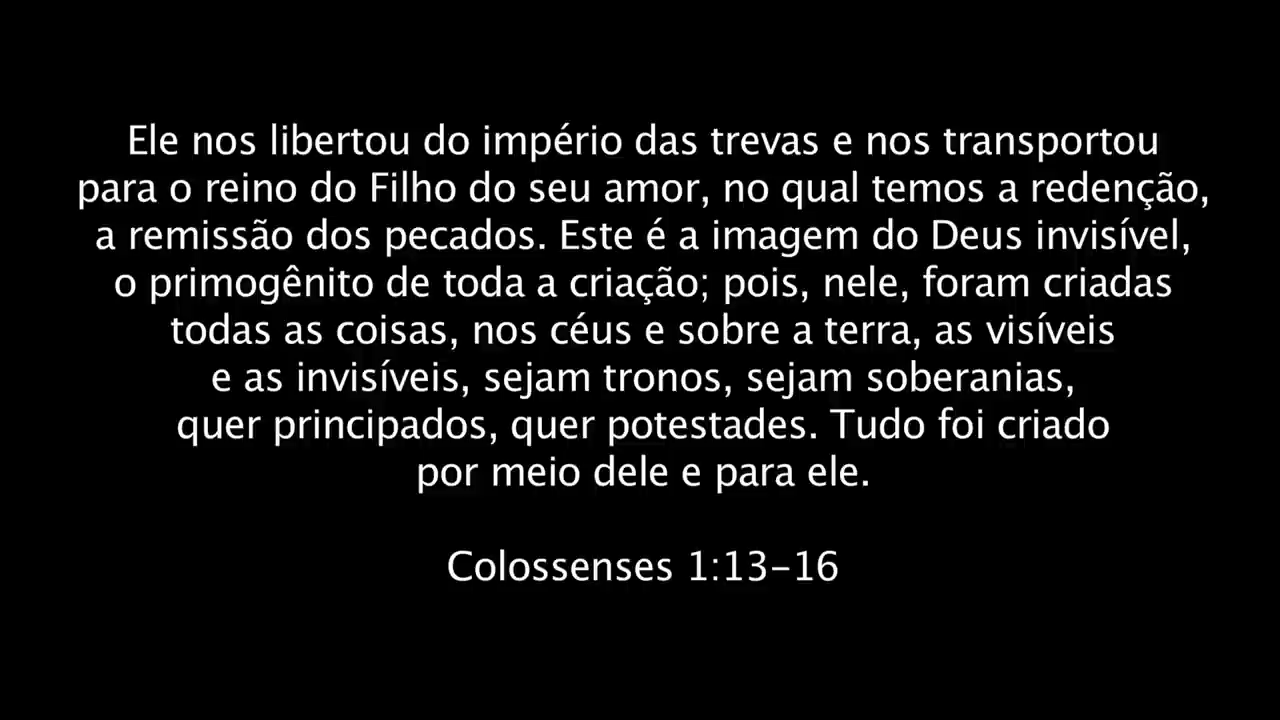 Ele nos libertou do império das trevas e nos transportou
para o reino do Filho do seu amor, no qual temos a redenção,
a remissão dos pecados. Este é a imagem do Deus invisível,
o primogênito de toda a criação; pois, nele, foram criadas
todas as coisas, nos céus e sobre a terra, as visíveis
e as invisíveis, sejam tronos, sejam soberanias,
quer principados, quer potestades. Tudo foi criado
por meio dele e para ele.
Colossenses 1:13-16